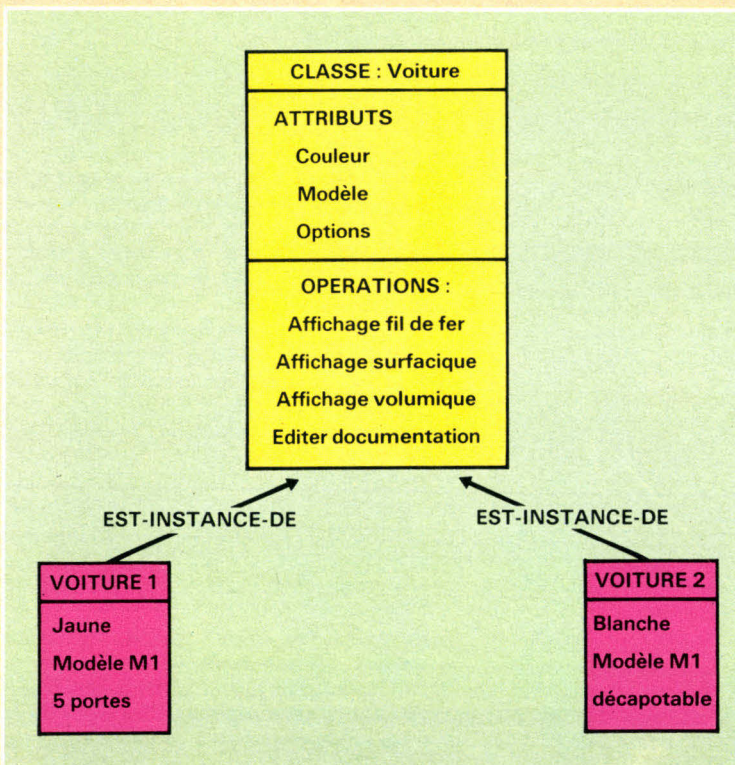 CLASSE : Voiture
ATTRIBUTS
Couleur
Modèle
Options
OPERATIONS :
Affichage fil de fer
Affichage surfacique
Affichage volumique
Editer documentation
EST-INSTANCE-DE
EST-INSTANCE-DE
VOITURE 1
Jaune
Modèle M1
5 portes
VOITURE 2
Blanche
Modèle M1
décapotable